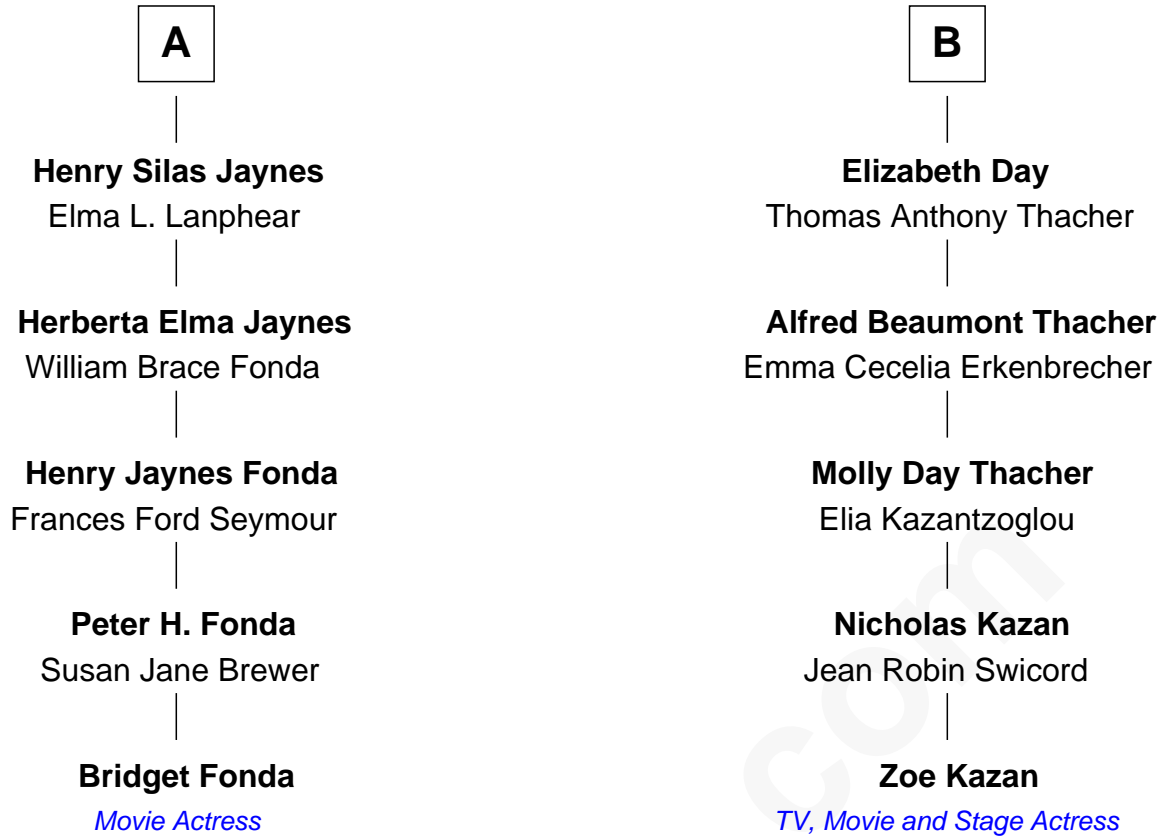 A
Henry Silas Jaynes
Elma L. Lanphear
Herberta Elma Jaynes
William Brace Fonda
Henry Jaynes Fonda
Frances Ford Seymour
Peter H. Fonda
Susan Jane Brewer
Bridget Fonda
Movie Actress
B
Elizabeth Day
Thomas Anthony Thacher
Alfred Beaumont Thacher
Emma Cecelia Erkenbrecher
Molly Day Thacher
Elia Kazantzoglou
Nicholas Kazan
Jean Robin Swicord
Zoe Kazan
TV, Movie and Stage Actress
com